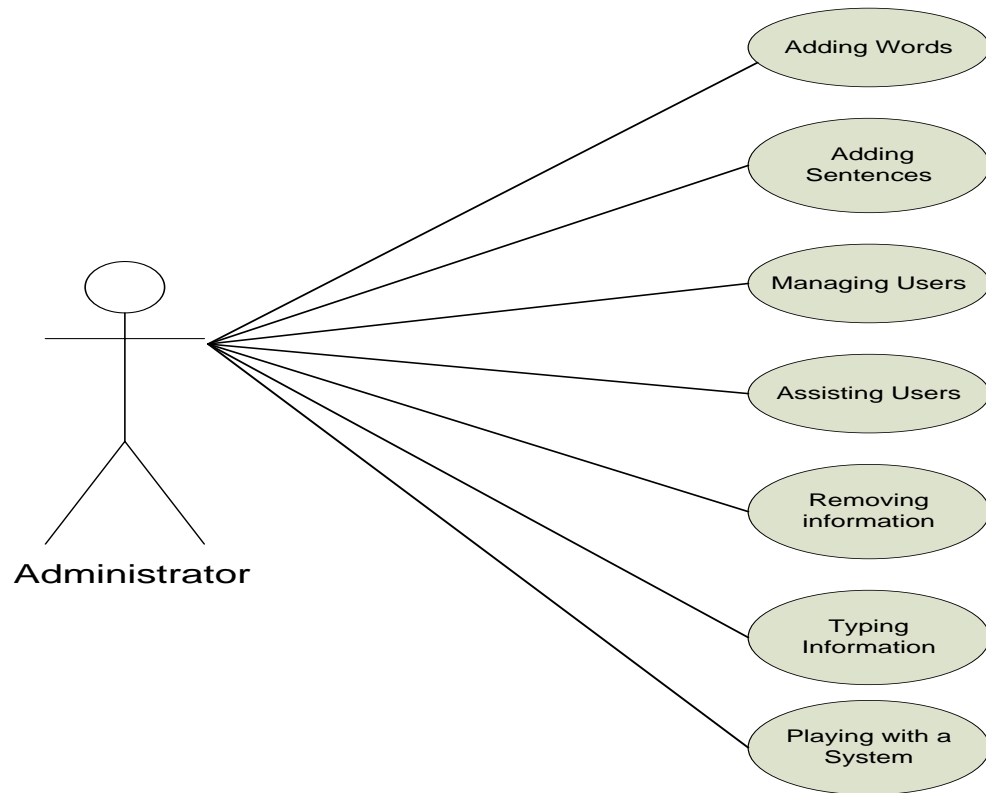 Adding Words
Adding
Sentences
Managing Users
Assisting Users
Removing
information
Typing
Information
Playing with a
System
Administrator